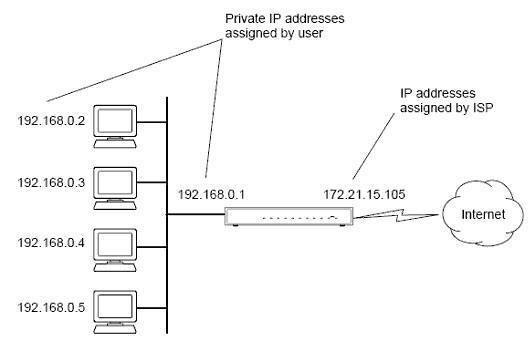 Private IP addresses
assigned by user
IP addresses
assigned by ISP
192.168.0.2
192.168.0.3
192.168.0.1
172.21.15.105
Internet
192.168.0.4
192.168.0.5